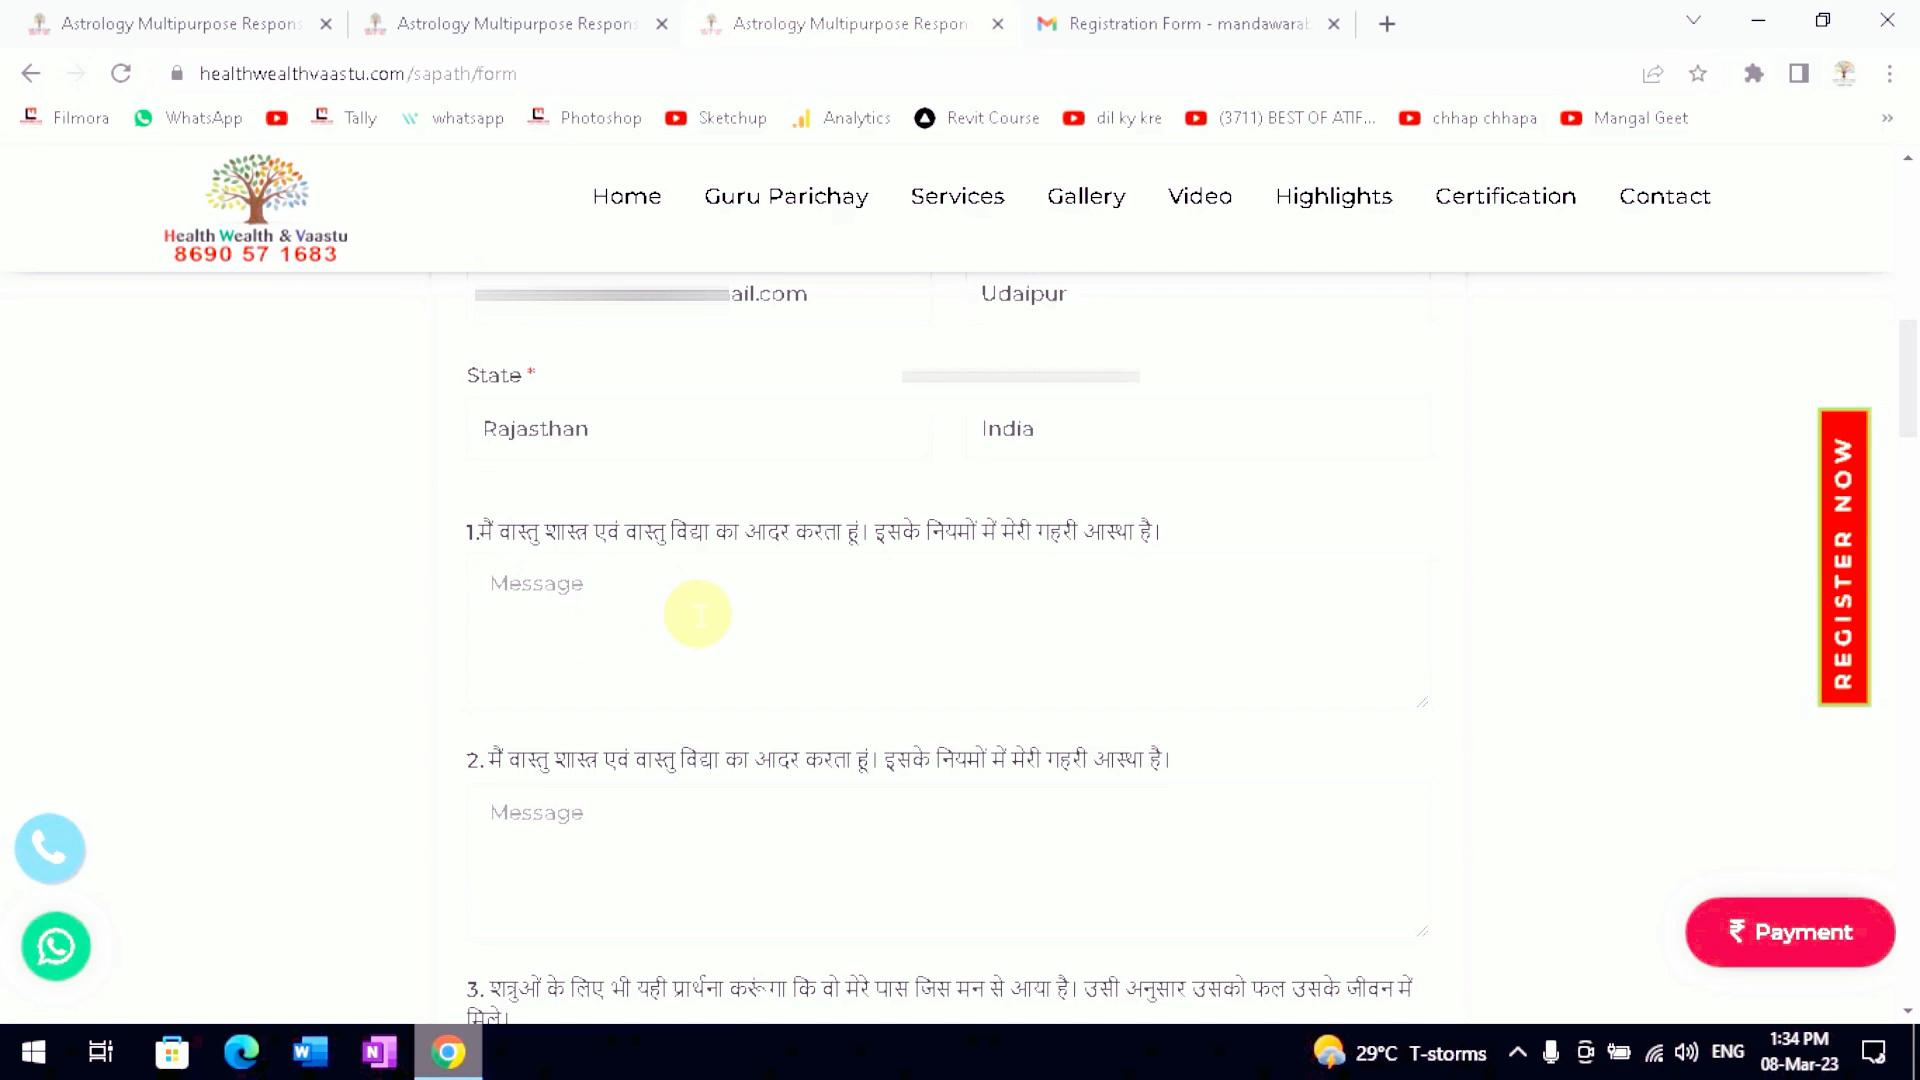 Astrology Multipurpose Respons
Astrology Multipurpose Respons
Astrology Multipurpose Respon
Registration Form - mandawaral
healthwealthvaastu.com/sapath/form
Filmora
WhatsApp
Tally
whatsapp
Photoshop
Sketchup
Analytics
Revit Course
dil ky kre
(3711) BEST OF ATIF...
chhap chhapa
Mangal Geet
Health Wealth & Vaastu
8690 57 1683
Home
Guru Parichay
Services
Gallery
Video
Highlights
Certification
Contact
ail.com
Udaipur
State *
Rajasthan
India
1.मैं वास्तु शास्त्र एवं वास्तु विद्या का आदर करता हूं। इसके नियमों में मेरी गहरी आस्था है।
Message
2. मैं वास्तु शास्त्र एवं वास्तु विद्या का आदर करता हूं। इसके नियमों में मेरी गहरी आस्था है।
Message
3. शत्रुओं के लिए भी यही प्रार्थना करूंगा कि वो मेरे पास जिस मन से आया है। उसी अनुसार उसको फल उसके जीवन में
मिले।
REGISTER NOW
₹ Payment
29°C T-storms
ENG
1:34 PM
08-Mar-23